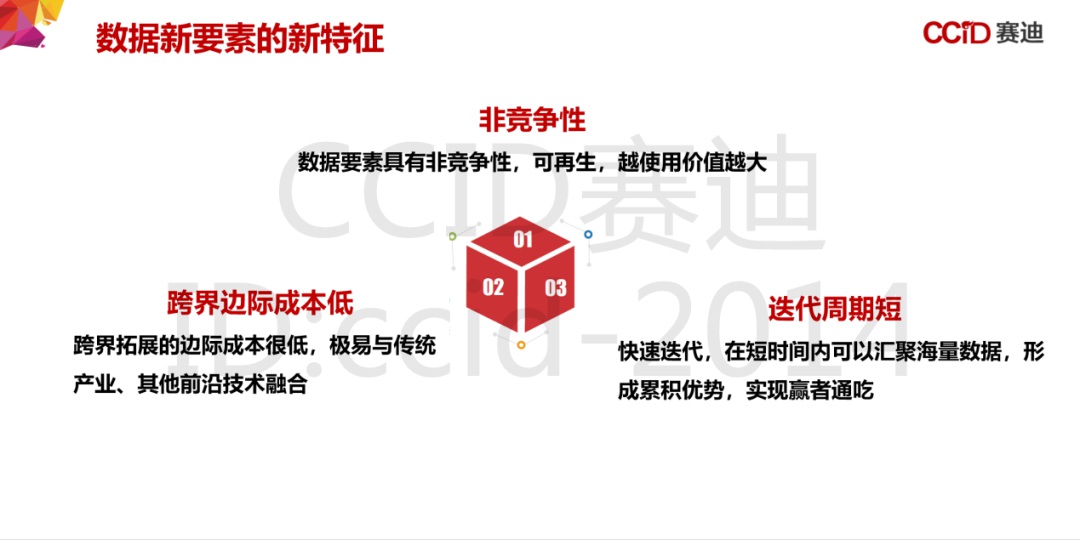 数据新要素的新特征
CCID 赛迪
非竞争性
数据要素具有非竞争性，可再生，越使用价值越大
CCID赛迪
01
02
03
跨界边际成本低
跨界拓展的边际成本很低，极易与传统
产业、其他前沿技术融合
迭代周期短
快速迭代，在短时间内可以汇聚海量数据，形
成累积优势，实现赢者通吃
ID:ccid-2014